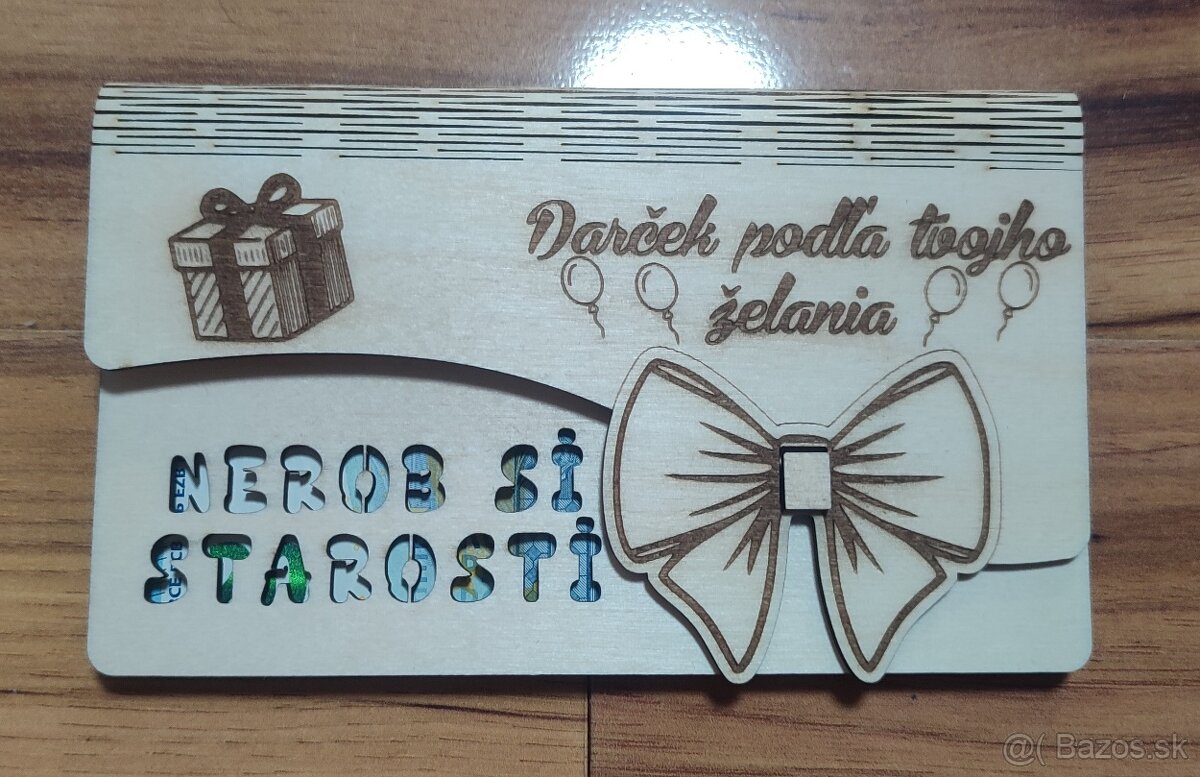 Darček podľa tvojho
želania
NEROB SI
STAROSTI
@( Bazos.sk